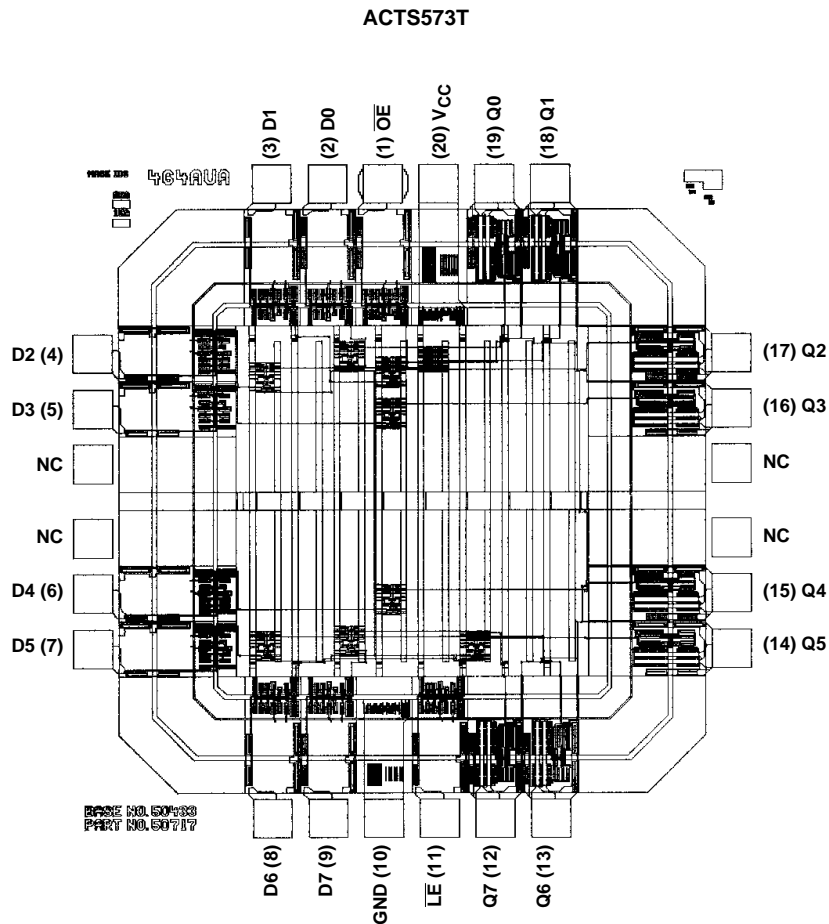 ACTS573T
(3) D1
(2) D0
(1) O̅E̅
(20) VCC
(19) Q0
(18) Q1
MASK IDS
4G4AUA
D2 (4)
D3 (5)
NC
NC
D4 (6)
D5 (7)
(17) Q2
(16) Q3
NC
NC
(15) Q4
(14) Q5
BASE NO. 50433
PART NO. 50717
D6 (8)
D7 (9)
GND (10)
L̅E̅ (11)
Q7 (12)
Q6 (13)